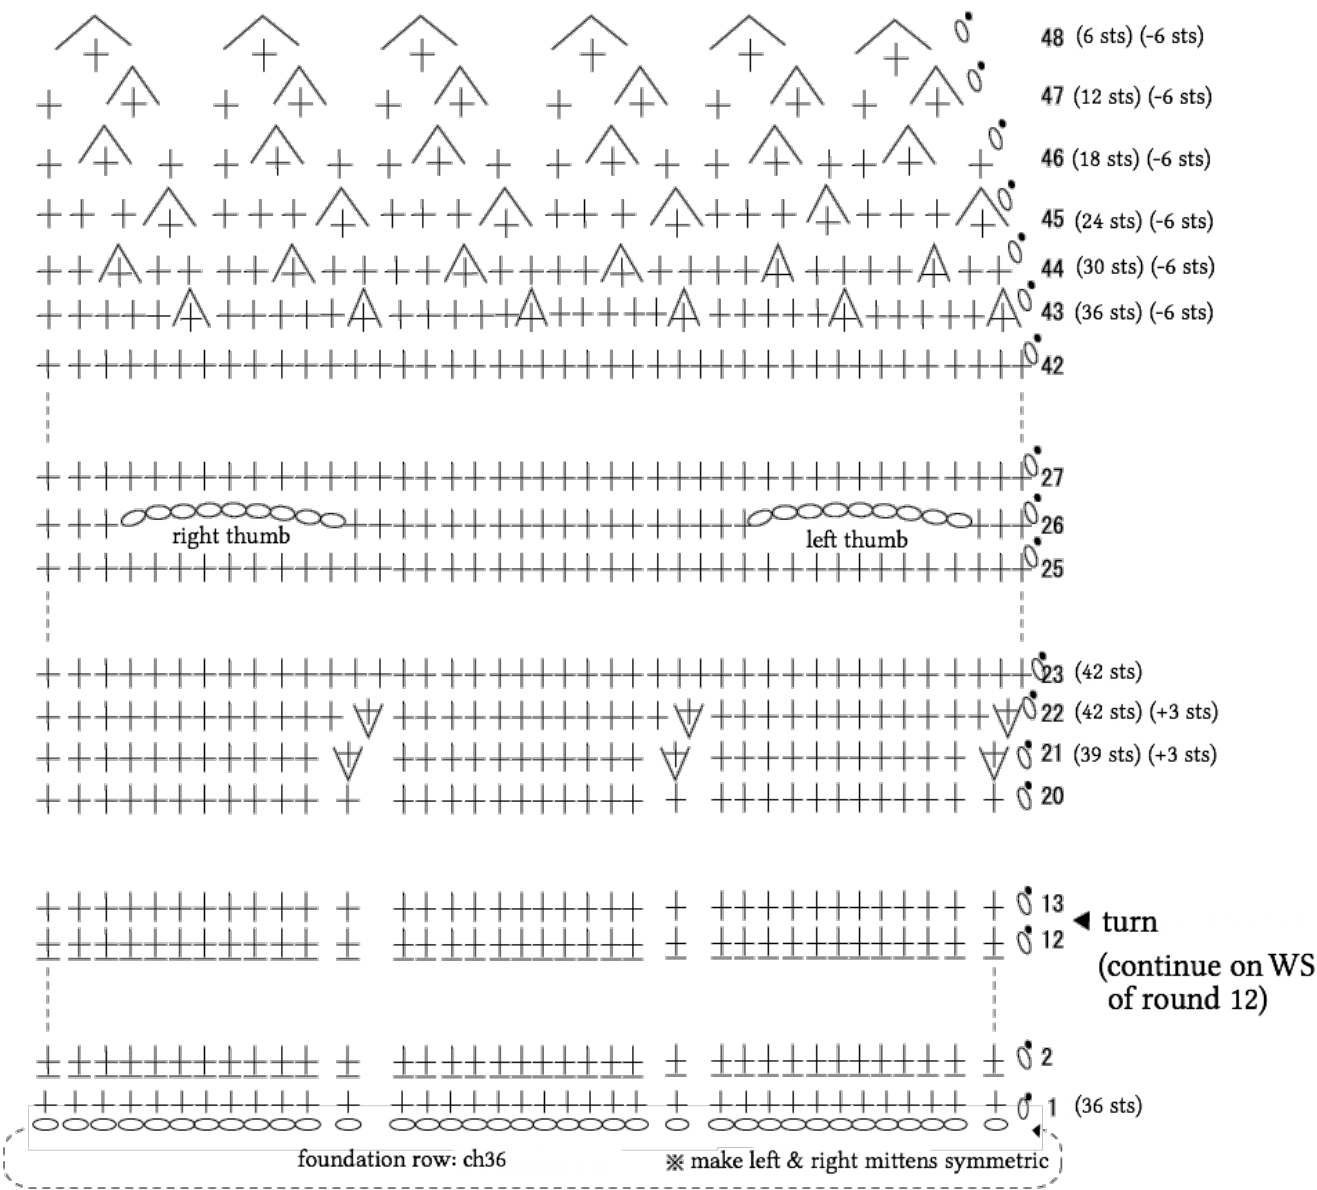 48 (6 sts) (-6 sts)
47 (12 sts) (-6 sts)
46 (18 sts) (-6 sts)
45 (24 sts) (-6 sts)
44 (30 sts) (-6 sts)
43 (36 sts) (-6 sts)
42
27
26
right thumb
left thumb
25
23 (42 sts)
22 (42 sts) (+3 sts)
21 (39 sts) (+3 sts)
20
13
◀ turn
12
(continue on WS
of round 12)
2
1 (36 sts)
foundation row: ch36
※ make left & right mittens symmetric